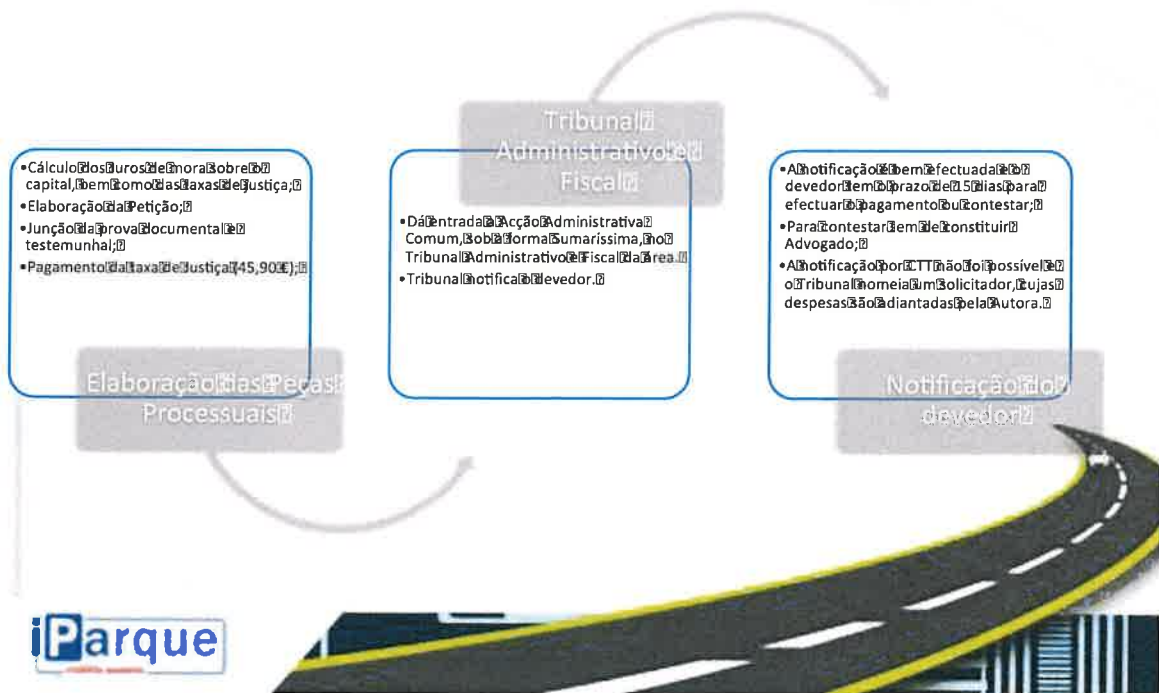 •Cálculo dos juros de mora sobre o
capital, bem como das taxas de justiça;
•Elaboração da Petição;
•Junção da prova documental e
testemunhal;
•Pagamento da taxa de Justiça (45,90 €);
Elaboração das Peças
Processuais
Tribunal
Administrativo e
Fiscal
•Dá entrada a Acção Administrativa
Comum, sob a forma Sumaríssima, no
Tribunal Administrativo e Fiscal da área.
•Tribunal notifica o devedor.
•A notificação é bem efectuada e o
devedor tem o prazo de 15 dias para
efectuar o pagamento ou contestar;
•Para contestar tem de constituir
Advogado;
•A notificação por CTT não foi possível e
o Tribunal nomeia um solicitador, cujas
despesas são adiantadas pela Autora.
Notificação do
devedor
iParque